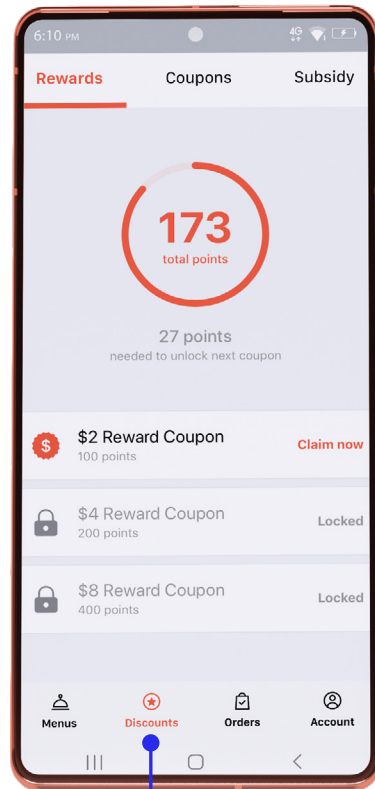 6:10 PM
4G
Rewards Coupons Subsidy
173
total points
27 points
needed to unlock next coupon
$
$2 Reward Coupon
100 points
Claim now
$4 Reward Coupon
200 points
Locked
$8 Reward Coupon
400 points
Locked
Menus Discounts Orders Account